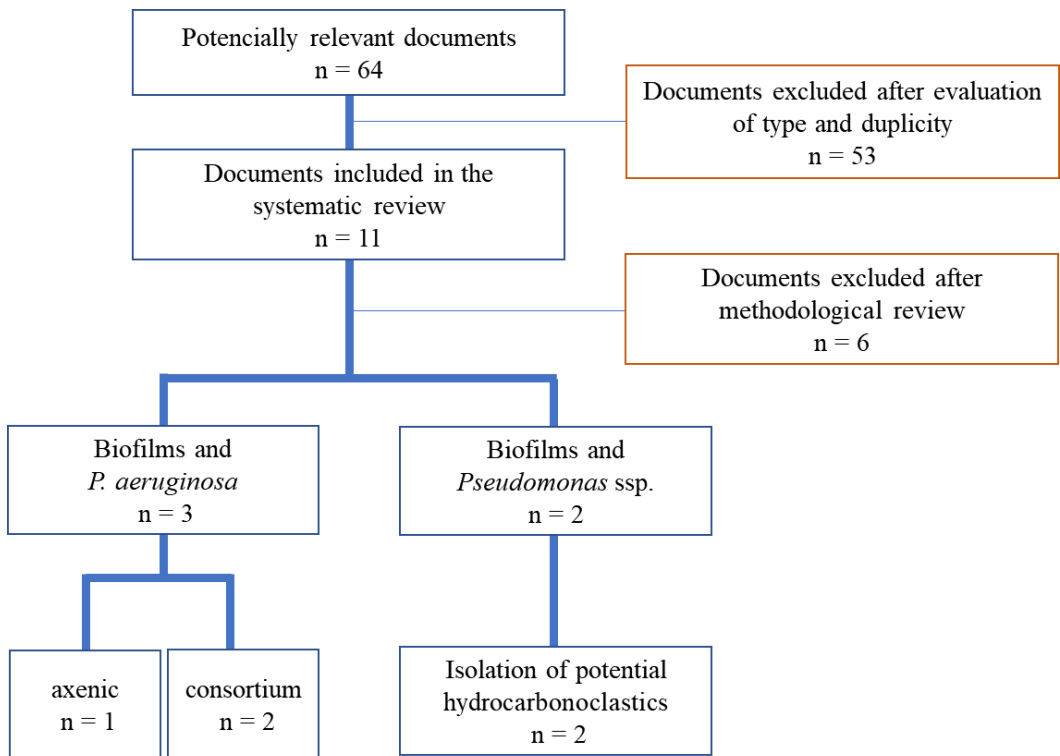 Potencially relevant documents
n = 64
Documents excluded after evaluation
of type and duplicity
n = 53
Documents included in the
systematic review
n = 11
Documents excluded after
methodological review
n = 6
Biofilms and
P. aeruginosa
n = 3
Biofilms and
Pseudomonas ssp.
n = 2
axenic
n = 1
consortium
n = 2
Isolation of potential
hydrocarbonoclastics
n = 2